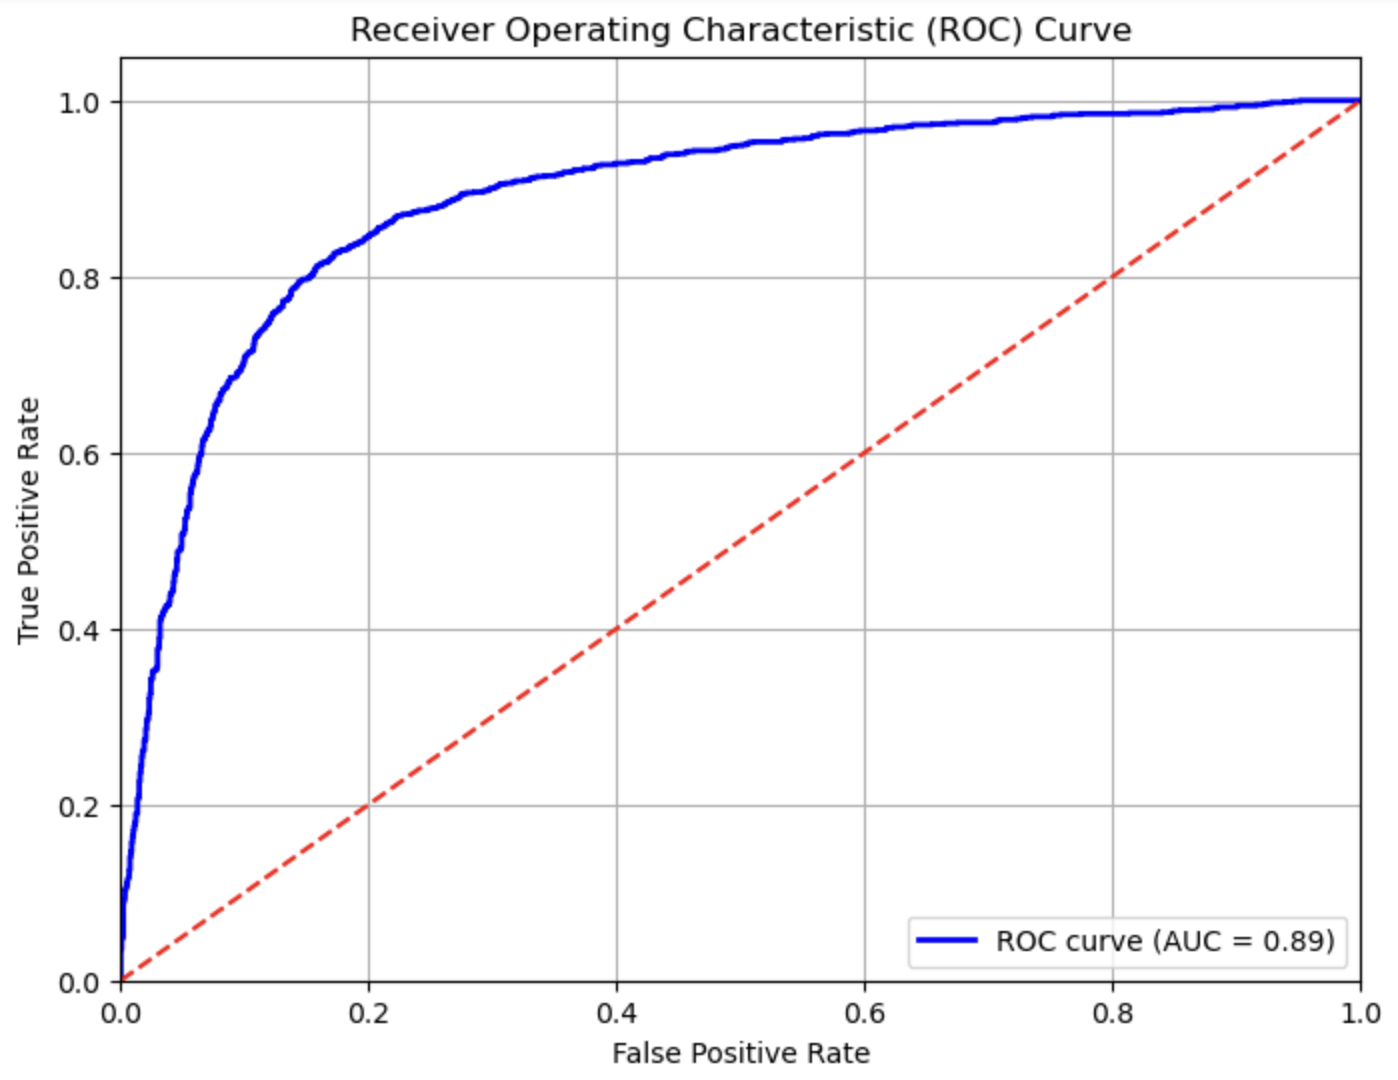 Receiver Operating Characteristic (ROC) Curve
1.0
0.8
0.6
0.4
0.2
0.0
True Positive Rate
ROC curve (AUC = 0.89)
0.0 0.2 0.4 0.6 0.8 1.0
False Positive Rate